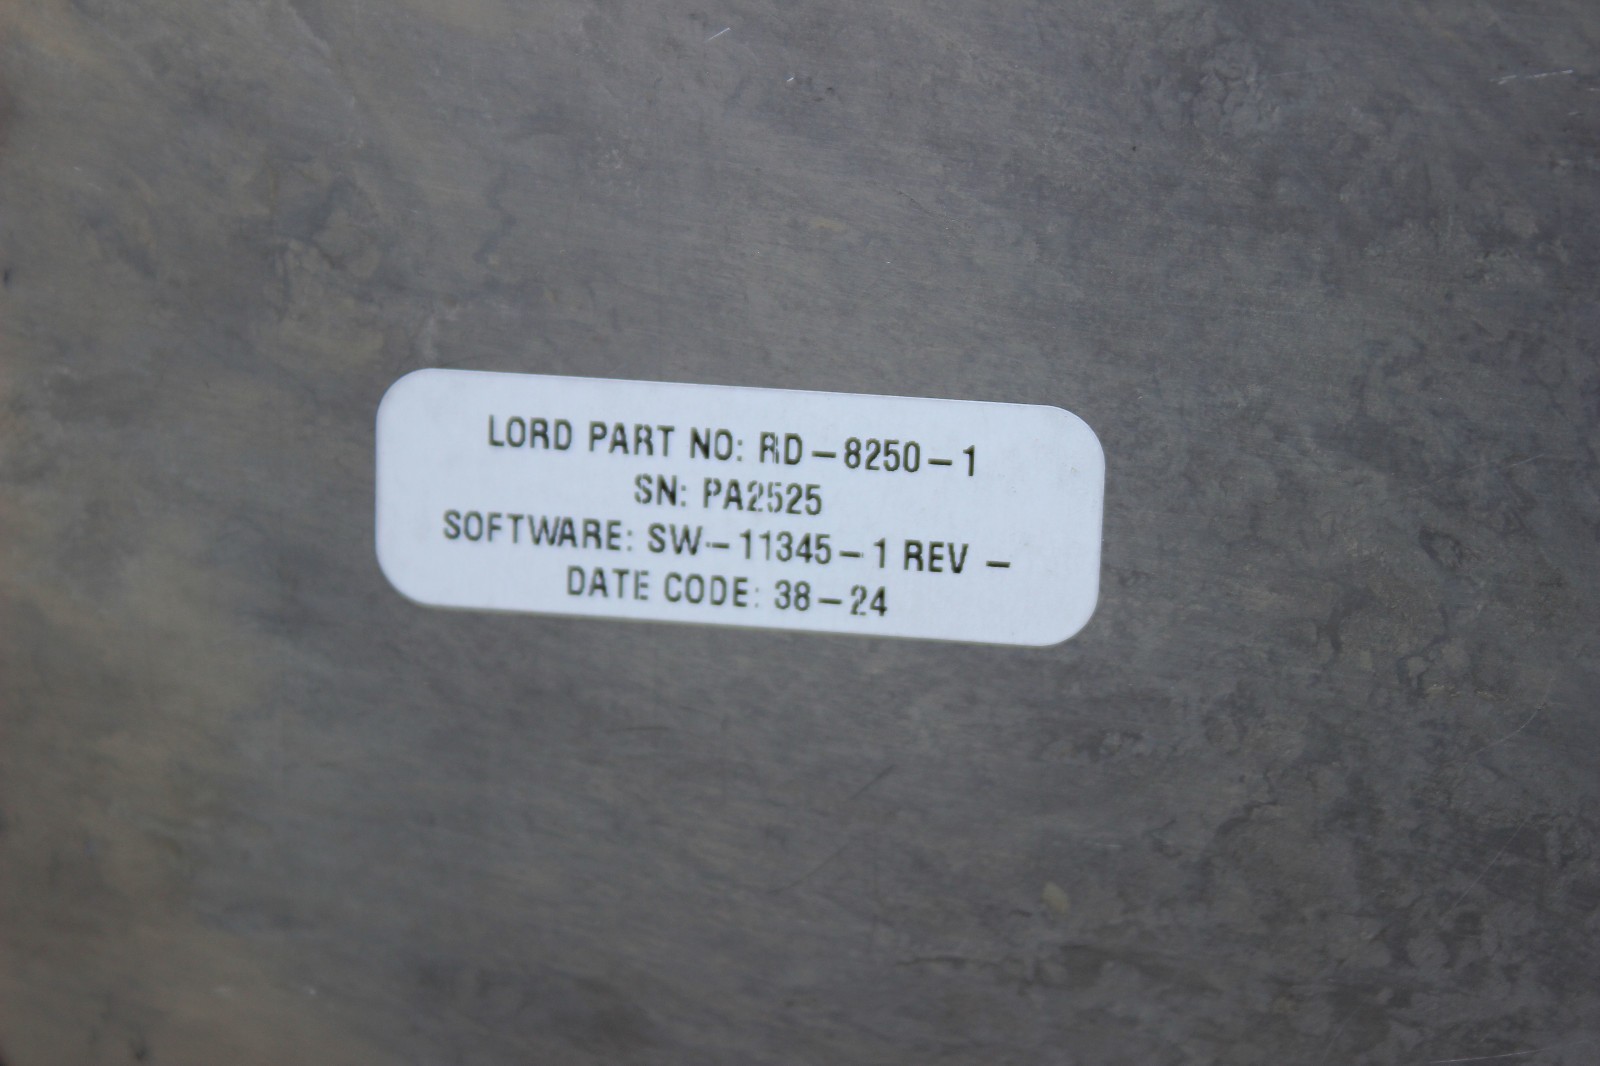 LORD PART NO: RD-8250-1
SN: PA2525
SOFTWARE: SW-11345-1 REV -
DATE CODE: 38-24